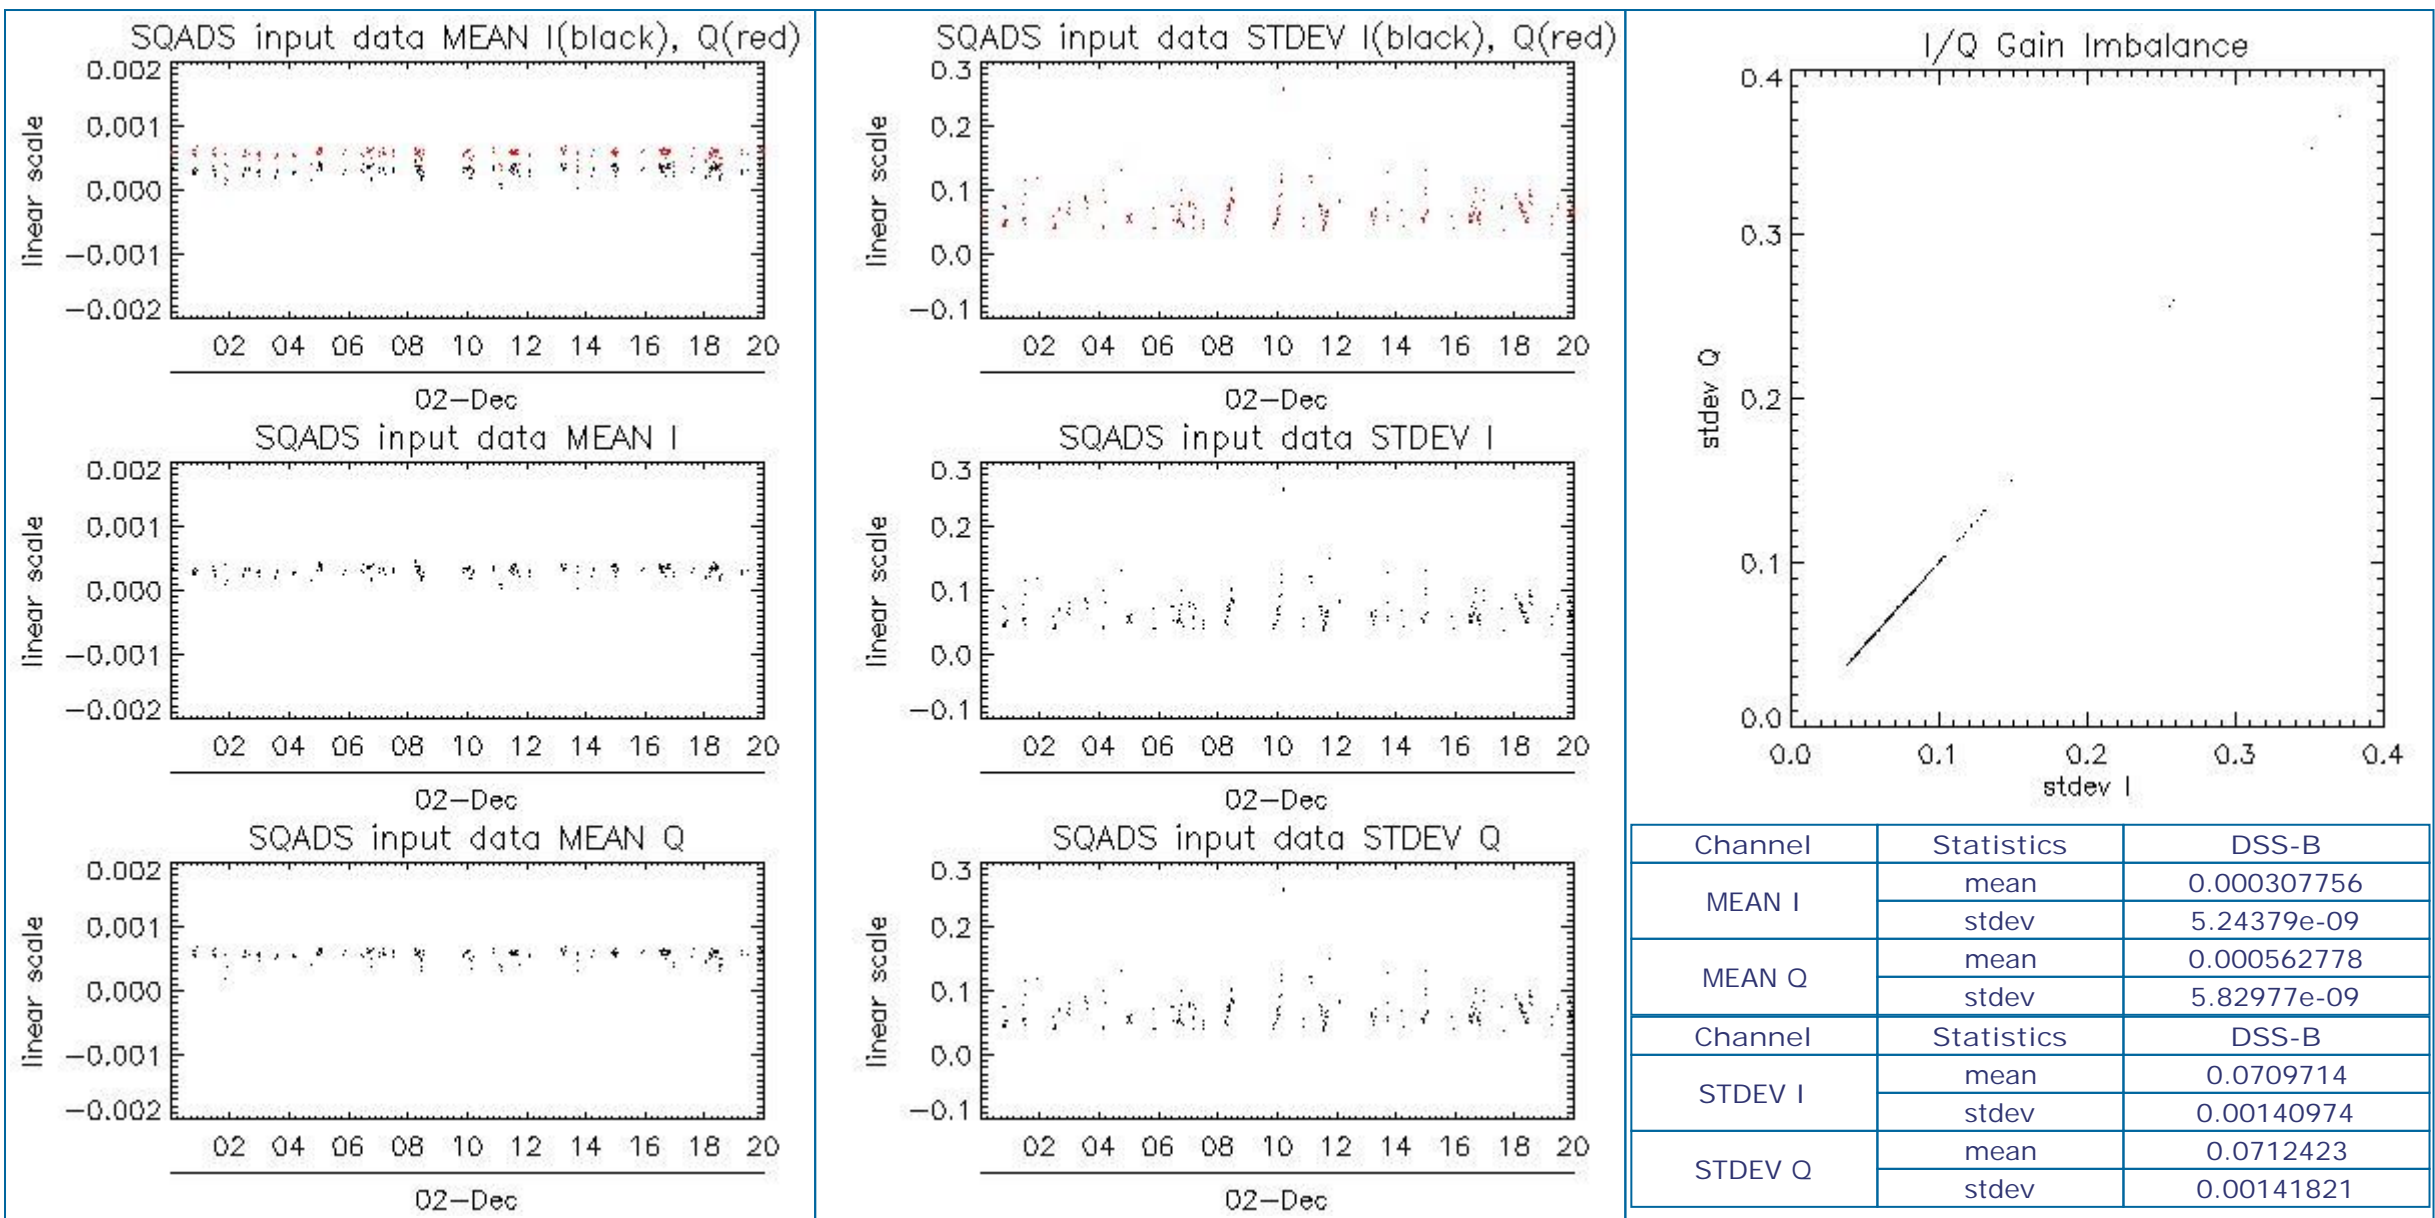 SQADS input data MEAN I(black), Q(red)
0.002
0.001
0.000
−0.001
−0.002
linear scale
02 04 06 08 10 12 14 16 18 20
02−Dec
SQADS input data MEAN I
0.002
0.001
0.000
−0.001
−0.002
linear scale
02 04 06 08 10 12 14 16 18 20
02−Dec
SQADS input data MEAN Q
0.002
0.001
0.000
−0.001
−0.002
linear scale
02 04 06 08 10 12 14 16 18 20
02−Dec
SQADS input data STDEV I(black), Q(red)
0.3
0.2
0.1
0.0
−0.1
linear scale
02 04 06 08 10 12 14 16 18 20
02−Dec
SQADS input data STDEV I
0.3
0.2
0.1
0.0
−0.1
linear scale
02 04 06 08 10 12 14 16 18 20
02−Dec
SQADS input data STDEV Q
0.3
0.2
0.1
0.0
−0.1
linear scale
02 04 06 08 10 12 14 16 18 20
02−Dec
I/Q Gain Imbalance
0.4
0.3
0.2
0.1
0.0
stdev Q
0.0 0.1 0.2 0.3 0.4
stdev I
Channel Statistics DSS-B
MEAN I mean 0.000307756
stdev 5.24379e-09
MEAN Q mean 0.000562778
stdev 5.82977e-09
Channel Statistics DSS-B
STDEV I mean 0.0709714
stdev 0.00140974
STDEV Q mean 0.0712423
stdev 0.00141821